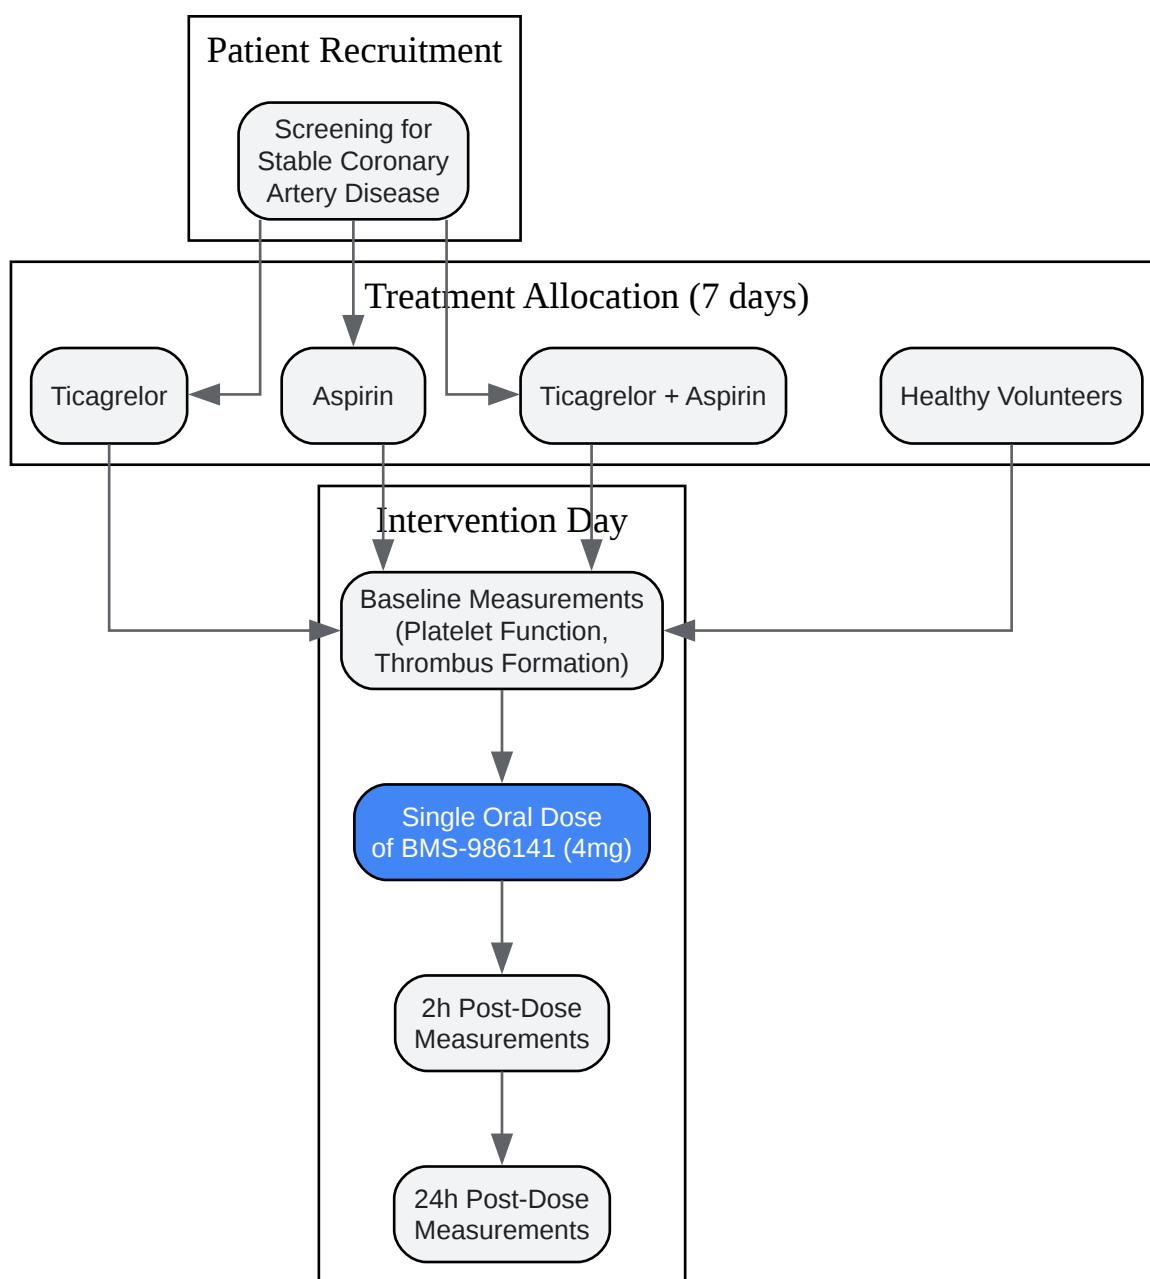 Patient Recruitment
Screening for
Stable Coronary
Artery Disease
Treatment Allocation (7 days)
Ticagrelor
Aspirin
Ticagrelor + Aspirin
Healthy Volunteers
Intervention Day
Baseline Measurements
(Platelet Function,
Thrombus Formation)
Single Oral Dose
of BMS-986141 (4mg)
2h Post-Dose
Measurements
24h Post-Dose
Measurements